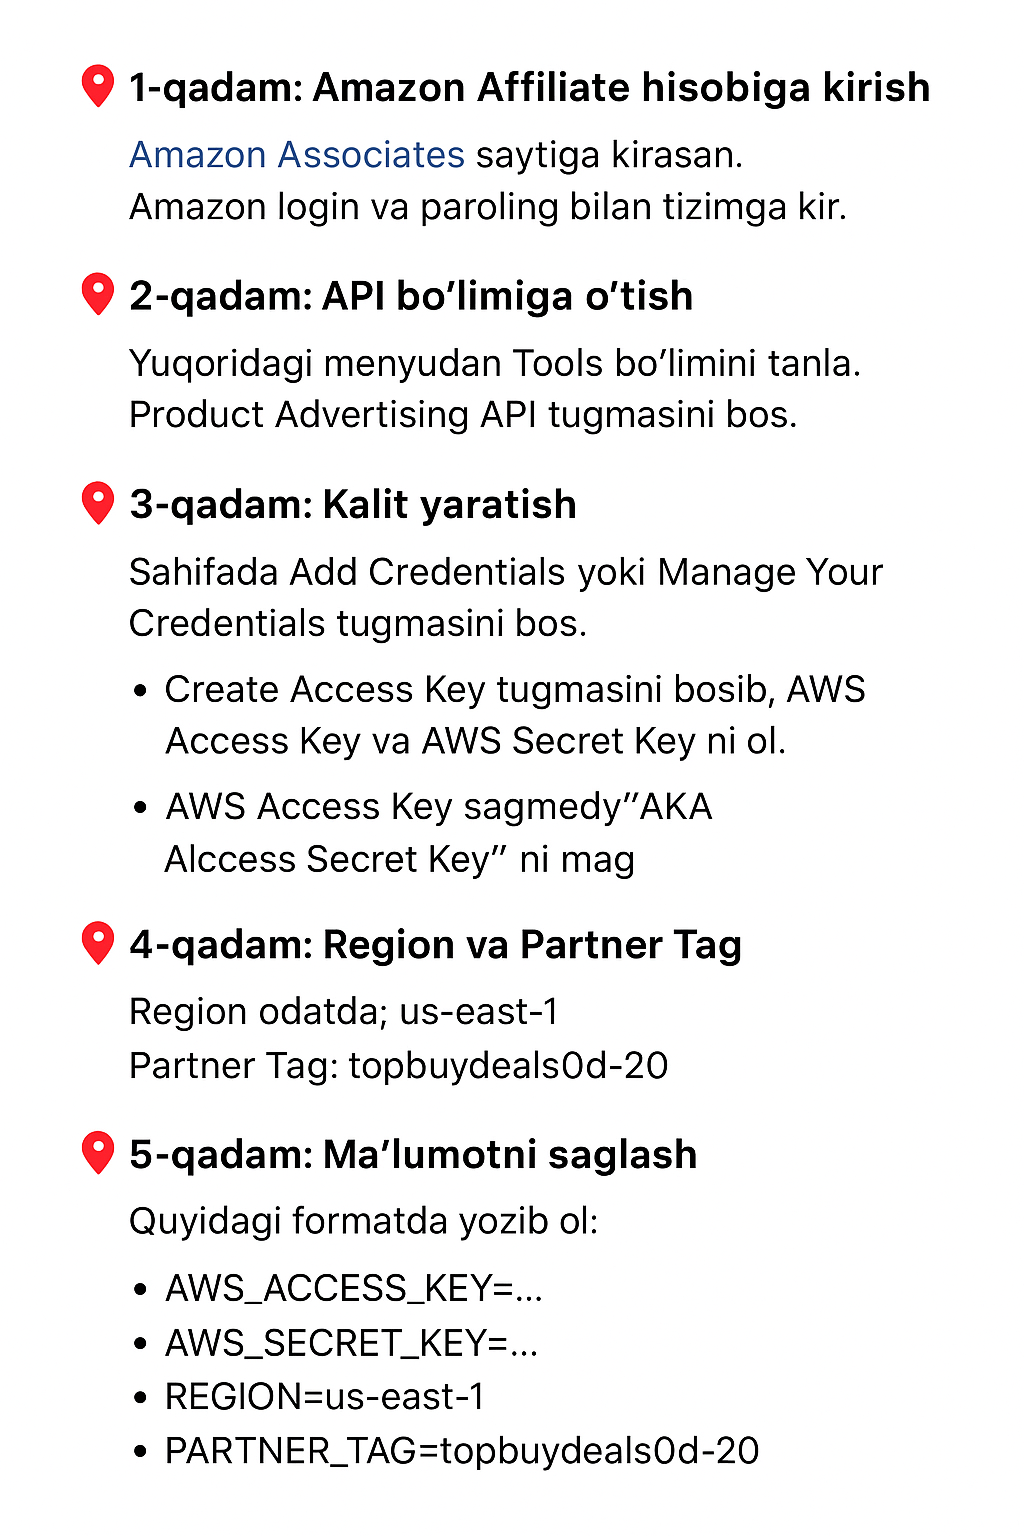 1-qadam: Amazon Affiliate hisobiga kirish
Amazon Associates saytiga kirasan.
Amazon login va paroling bilan tizimga kir.
2-qadam: API bo’limiga o’tish
Yuqoridagi menyudan Tools bo’limini tanla.
Product Advertising API tugmasini bos.
3-qadam: Kalit yaratish
Sahifada Add Credentials yoki Manage Your
Credentials tugmasini bos.
• Create Access Key tugmasini bosib, AWS
Access Key va AWS Secret Key ni ol.
• AWS Access Key sagmedy”AKA
Alccess Secret Key” ni mag
4-qadam: Region va Partner Tag
Region odatda; us-east-1
Partner Tag: topbuydeals0d-20
5-qadam: Ma’lumotni saglash
Quyidagi formatda yozib ol:
• AWS_ACCESS_KEY=...
• AWS_SECRET_KEY=...
• REGION=us-east-1
• PARTNER_TAG=topbuydeals0d-20